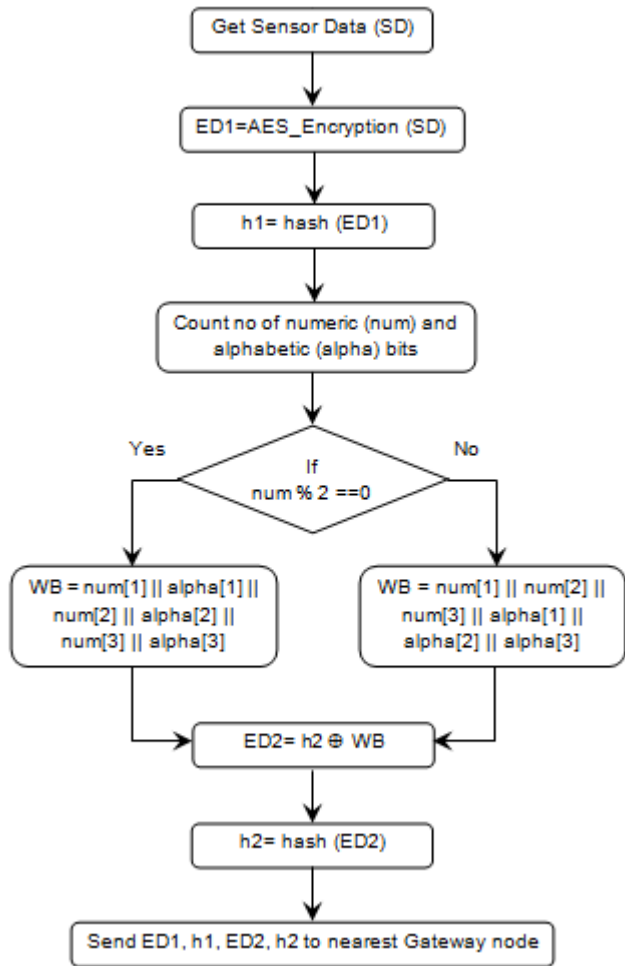 Get Sensor Data (SD)
ED1=AES_Encryption (SD)
h1= hash (ED1)
Count no of numeric (num) and
alphabetic (alpha) bits
Yes
No
If
num % 2 ==0
WB = num[1] || alpha[1] ||
num[2] || alpha[2] ||
num[3] || alpha[3]
WB = num[1] || num[2] ||
num[3] || alpha[1] ||
alpha[2] || alpha[3]
ED2= h2 ⊕ WB
h2= hash (ED2)
Send ED1, h1, ED2, h2 to nearest Gateway node